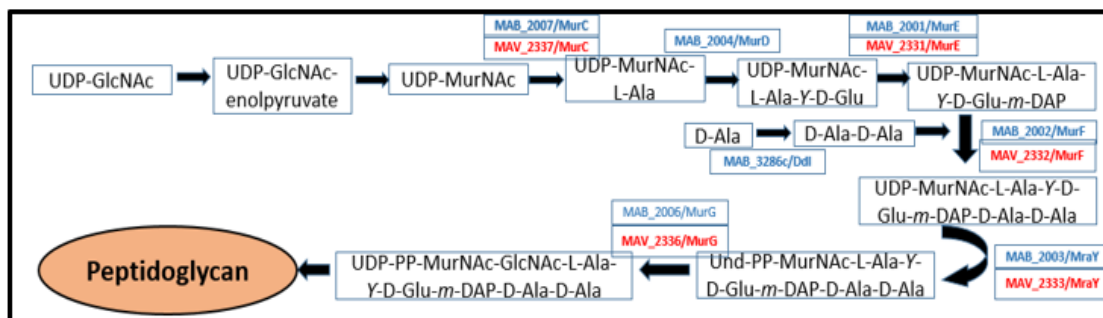 MAB_2007/MurC
MAV_2337/MurC
MAB_2004/MurD
MAB_2001/MurE
MAV_2331/MurE
UDP-GlcNAc
UDP-GlcNAc-
enolpyruvate
UDP-MurNAc
UDP-MurNAc-
L-Ala
UDP-MurNAc-
L-Ala-Y-D-Glu
UDP-MurNAc-L-Ala-
Y-D-Glu-m-DAP
D-Ala
D-Ala-D-Ala
MAB_3286c/Ddl
MAB_2002/MurF
MAV_2332/MurF
UDP-MurNAc-L-Ala-Y-D-
Glu-m-DAP-D-Ala-D-Ala
MAB_2006/MurG
MAV_2336/MurG
MAB_2003/MraY
MAV_2333/MraY
Peptidoglycan
UDP-PP-MurNAc-GlcNAc-L-Ala-
Y-D-Glu-m-DAP-D-Ala-D-Ala
Und-PP-MurNAc-L-Ala-Y-
D-Glu-m-DAP-D-Ala-D-Ala